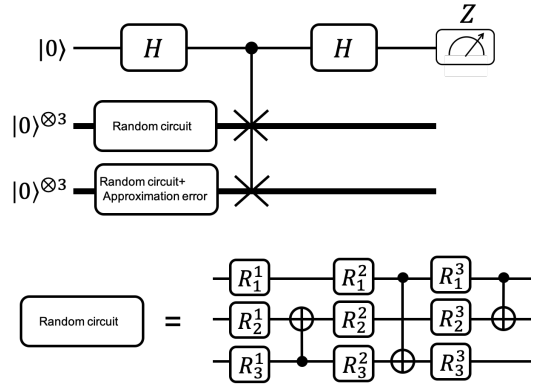 Z
|0⟩ H H
|0⟩^{⊗3} Random circuit
|0⟩^{⊗3} Random circuit+
Approximation error
R_1^1 R_1^2 R_1^3
Random circuit = R_2^1 R_2^2 R_2^3
R_3^1 R_3^2 R_3^3